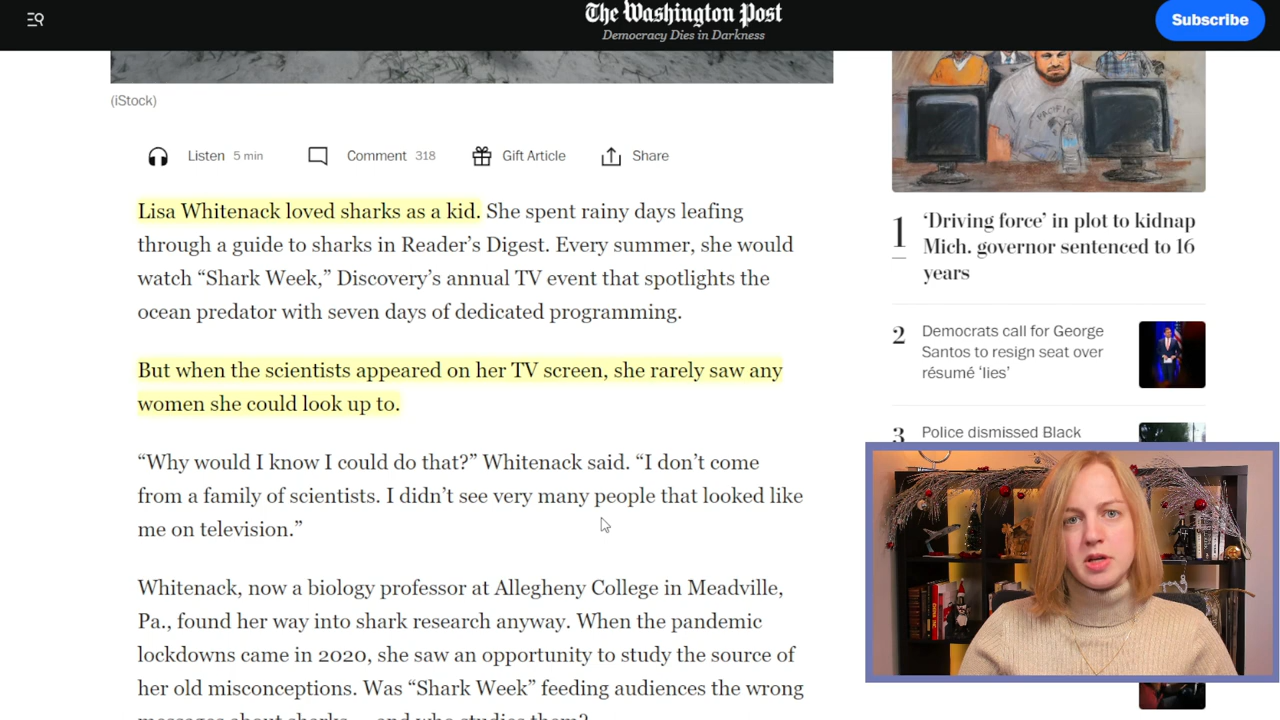 The Washington Post
Democracy Dies in Darkness
Subscribe
(iStock)
Listen 5 min
Comment 318
Gift Article
Share
Lisa Whitenack loved sharks as a kid. She spent rainy days leafing
through a guide to sharks in Reader’s Digest. Every summer, she would
watch “Shark Week,” Discovery’s annual TV event that spotlights the
ocean predator with seven days of dedicated programming.
But when the scientists appeared on her TV screen, she rarely saw any
women she could look up to.
“Why would I know I could do that?” Whitenack said. “I don’t come
from a family of scientists. I didn’t see very many people that looked like
me on television.”
Whitenack, now a biology professor at Allegheny College in Meadville,
Pa., found her way into shark research anyway. When the pandemic
lockdowns came in 2020, she saw an opportunity to study the source of
her old misconceptions. Was “Shark Week” feeding audiences the wrong
messages about sharks — and who studies them?
PACIFIC
1
‘Driving force’ in plot to kidnap
Mich. governor sentenced to 16
years
2
Democrats call for George
Santos to resign seat over
résumé ‘lies’
3
Police dismissed Black